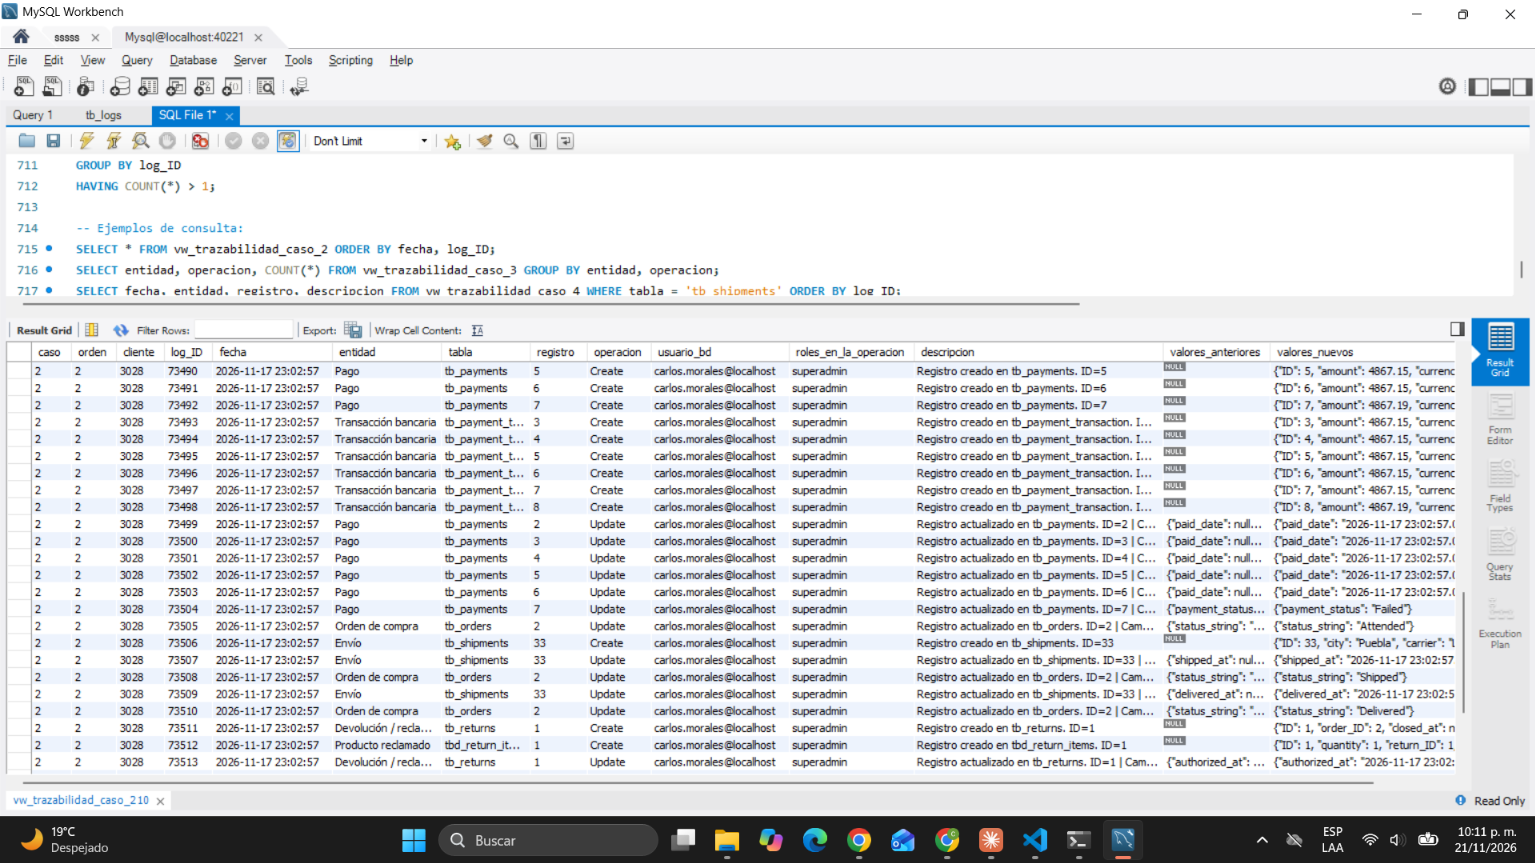 MySQL Workbench
sssss
Mysql@localhost:40221
File Edit View Query Database Server Tools Scripting Help
Query 1
tb_logs
SQL File 1*
Don't Limit
711 GROUP BY log_ID
712 HAVING COUNT(*) > 1;
713
714 -- Ejemplos de consulta:
715 SELECT * FROM vw_trazabilidad_caso_2 ORDER BY fecha, log_ID;
716 SELECT entidad, operacion, COUNT(*) FROM vw_trazabilidad_caso_3 GROUP BY entidad, operacion;
717 SELECT fecha, entidad, registro, descripcion FROM vw_trazabilidad_caso_4 WHERE tabla = 'tb_shipments' ORDER BY log_ID;
Result Grid Filter Rows: Export: Wrap Cell Content:
caso orden cliente log_ID fecha entidad tabla registro operacion usuario_bd roles_en_la_operacion descripcion valores_anteriores valores_nuevos
2 2 3028 73490 2026-11-17 23:02:57 Pago tb_payments 5 Create carlos.morales@localhost superadmin Registro creado en tb_payments. ID=5 NULL {"ID": 5, "amount": 4867.15, "currenc
2 2 3028 73491 2026-11-17 23:02:57 Pago tb_payments 6 Create carlos.morales@localhost superadmin Registro creado en tb_payments. ID=6 NULL {"ID": 6, "amount": 4867.15, "currenc
2 2 3028 73492 2026-11-17 23:02:57 Pago tb_payments 7 Create carlos.morales@localhost superadmin Registro creado en tb_payments. ID=7 NULL {"ID": 7, "amount": 4867.19, "currenc
2 2 3028 73493 2026-11-17 23:02:57 Transacción bancaria tb_payment_t... 3 Create carlos.morales@localhost superadmin Registro creado en tb_payment_transaction. I... NULL {"ID": 3, "amount": 4867.15, "currenc
2 2 3028 73494 2026-11-17 23:02:57 Transacción bancaria tb_payment_t... 4 Create carlos.morales@localhost superadmin Registro creado en tb_payment_transaction. I... NULL {"ID": 4, "amount": 4867.15, "currenc
2 2 3028 73495 2026-11-17 23:02:57 Transacción bancaria tb_payment_t... 5 Create carlos.morales@localhost superadmin Registro creado en tb_payment_transaction. I... NULL {"ID": 5, "amount": 4867.15, "currenc
2 2 3028 73496 2026-11-17 23:02:57 Transacción bancaria tb_payment_t... 6 Create carlos.morales@localhost superadmin Registro creado en tb_payment_transaction. I... NULL {"ID": 6, "amount": 4867.15, "currenc
2 2 3028 73497 2026-11-17 23:02:57 Transacción bancaria tb_payment_t... 7 Create carlos.morales@localhost superadmin Registro creado en tb_payment_transaction. I... NULL {"ID": 7, "amount": 4867.15, "currenc
2 2 3028 73498 2026-11-17 23:02:57 Transacción bancaria tb_payment_t... 8 Create carlos.morales@localhost superadmin Registro creado en tb_payment_transaction. I... NULL {"ID": 8, "amount": 4867.19, "currenc
2 2 3028 73499 2026-11-17 23:02:57 Pago tb_payments 2 Update carlos.morales@localhost superadmin Registro actualizado en tb_payments. ID=2 | C... {"paid_date": null... {"paid_date": "2026-11-17 23:02:57.0
2 2 3028 73500 2026-11-17 23:02:57 Pago tb_payments 3 Update carlos.morales@localhost superadmin Registro actualizado en tb_payments. ID=3 | C... {"paid_date": null... {"paid_date": "2026-11-17 23:02:57.0
2 2 3028 73501 2026-11-17 23:02:57 Pago tb_payments 4 Update carlos.morales@localhost superadmin Registro actualizado en tb_payments. ID=4 | C... {"paid_date": null... {"paid_date": "2026-11-17 23:02:57.0
2 2 3028 73502 2026-11-17 23:02:57 Pago tb_payments 5 Update carlos.morales@localhost superadmin Registro actualizado en tb_payments. ID=5 | C... {"paid_date": null... {"paid_date": "2026-11-17 23:02:57.0
2 2 3028 73503 2026-11-17 23:02:57 Pago tb_payments 6 Update carlos.morales@localhost superadmin Registro actualizado en tb_payments. ID=6 | C... {"paid_date": null... {"paid_date": "2026-11-17 23:02:57.0
2 2 3028 73504 2026-11-17 23:02:57 Pago tb_payments 7 Update carlos.morales@localhost superadmin Registro actualizado en tb_payments. ID=7 | C... {"payment_status... {"payment_status": "Failed"}
2 2 3028 73505 2026-11-17 23:02:57 Orden de compra tb_orders 2 Update carlos.morales@localhost superadmin Registro actualizado en tb_orders. ID=2 | Cam... {"status_string": "... {"status_string": "Attended"}
2 2 3028 73506 2026-11-17 23:02:57 Envío tb_shipments 33 Create carlos.morales@localhost superadmin Registro creado en tb_shipments. ID=33 NULL {"ID": 33, "city": "Puebla", "carrier": "
2 2 3028 73507 2026-11-17 23:02:57 Envío tb_shipments 33 Update carlos.morales@localhost superadmin Registro actualizado en tb_shipments. ID=33 |... {"shipped_at": nul... {"shipped_at": "2026-11-17 23:02:57
2 2 3028 73508 2026-11-17 23:02:57 Orden de compra tb_orders 2 Update carlos.morales@localhost superadmin Registro actualizado en tb_orders. ID=2 | Cam... {"status_string": "... {"status_string": "Shipped"}
2 2 3028 73509 2026-11-17 23:02:57 Envío tb_shipments 33 Update carlos.morales@localhost superadmin Registro actualizado en tb_shipments. ID=33 |... {"delivered_at": n... {"delivered_at": "2026-11-17 23:02:5
2 2 3028 73510 2026-11-17 23:02:57 Orden de compra tb_orders 2 Update carlos.morales@localhost superadmin Registro actualizado en tb_orders. ID=2 | Cam... {"status_string": "... {"status_string": "Delivered"}
2 2 3028 73511 2026-11-17 23:02:57 Devolución / recla... tb_returns 1 Create carlos.morales@localhost superadmin Registro creado en tb_returns. ID=1 NULL {"ID": 1, "order_ID": 2, "closed_at": n
2 2 3028 73512 2026-11-17 23:02:57 Producto reclamado tbd_return_it... 1 Create carlos.morales@localhost superadmin Registro creado en tbd_return_items. ID=1 NULL {"ID": 1, "quantity": 1, "return_ID": 1,
2 2 3028 73513 2026-11-17 23:02:57 Devolución / recla... tb_returns 1 Update carlos.morales@localhost superadmin Registro actualizado en tb_returns. ID=1 | Cam... {"authorized_at": ... {"authorized_at": "2026-11-17 23:02:
Result Grid
Form Editor
Field Types
Query Stats
Execution Plan
vw_trazabilidad_caso_210
Read Only
19°C
Despejado
Buscar
ESP
LAA
10:11 p. m.
21/11/2026